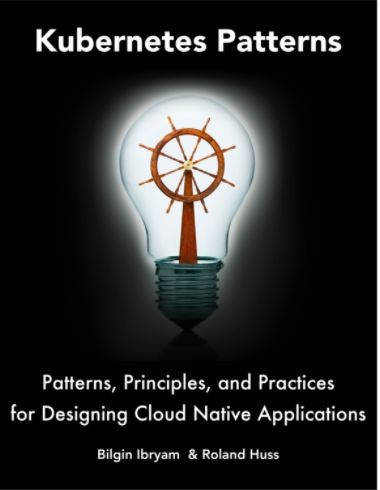 Kubernetes Patterns
Patterns, Principles, and Practices
for Designing Cloud Native Applications
Bilgin Ibryam & Roland Huss